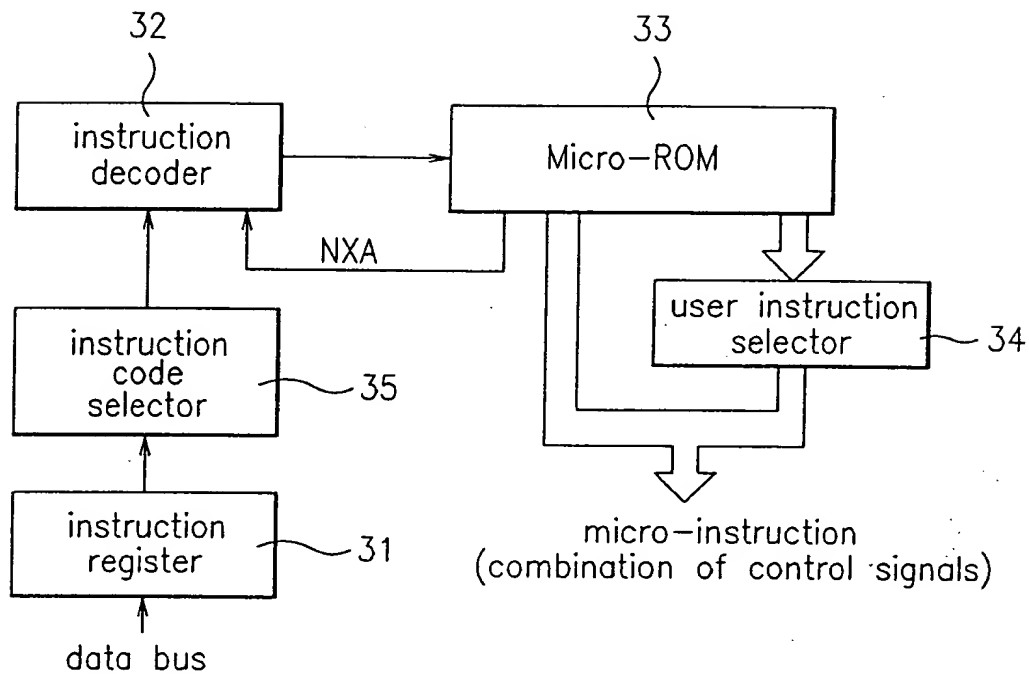 32
33
instruction
decoder
Micro-ROM
NXA
user instruction
selector
34
instruction
code
selector
35
instruction
register
31
micro-instruction
(combination of control signals)
data bus